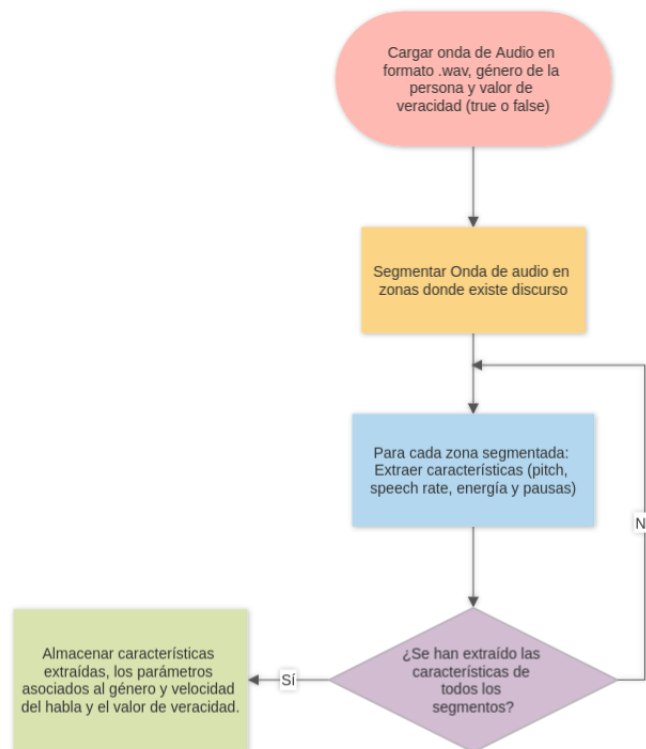 Cargar onda de Audio en
formato .wav, género de la
persona y valor de
veracidad (true o false)
Segmentar Onda de audio en
zonas donde existe discurso
Para cada zona segmentada:
Extraer características (pitch,
speech rate, energía y pausas)
N
¿Se han extraído las
características de
todos los
segmentos?
Sí
Almacenar características
extraídas, los parámetros
asociados al género y velocidad
del habla y el valor de veracidad.